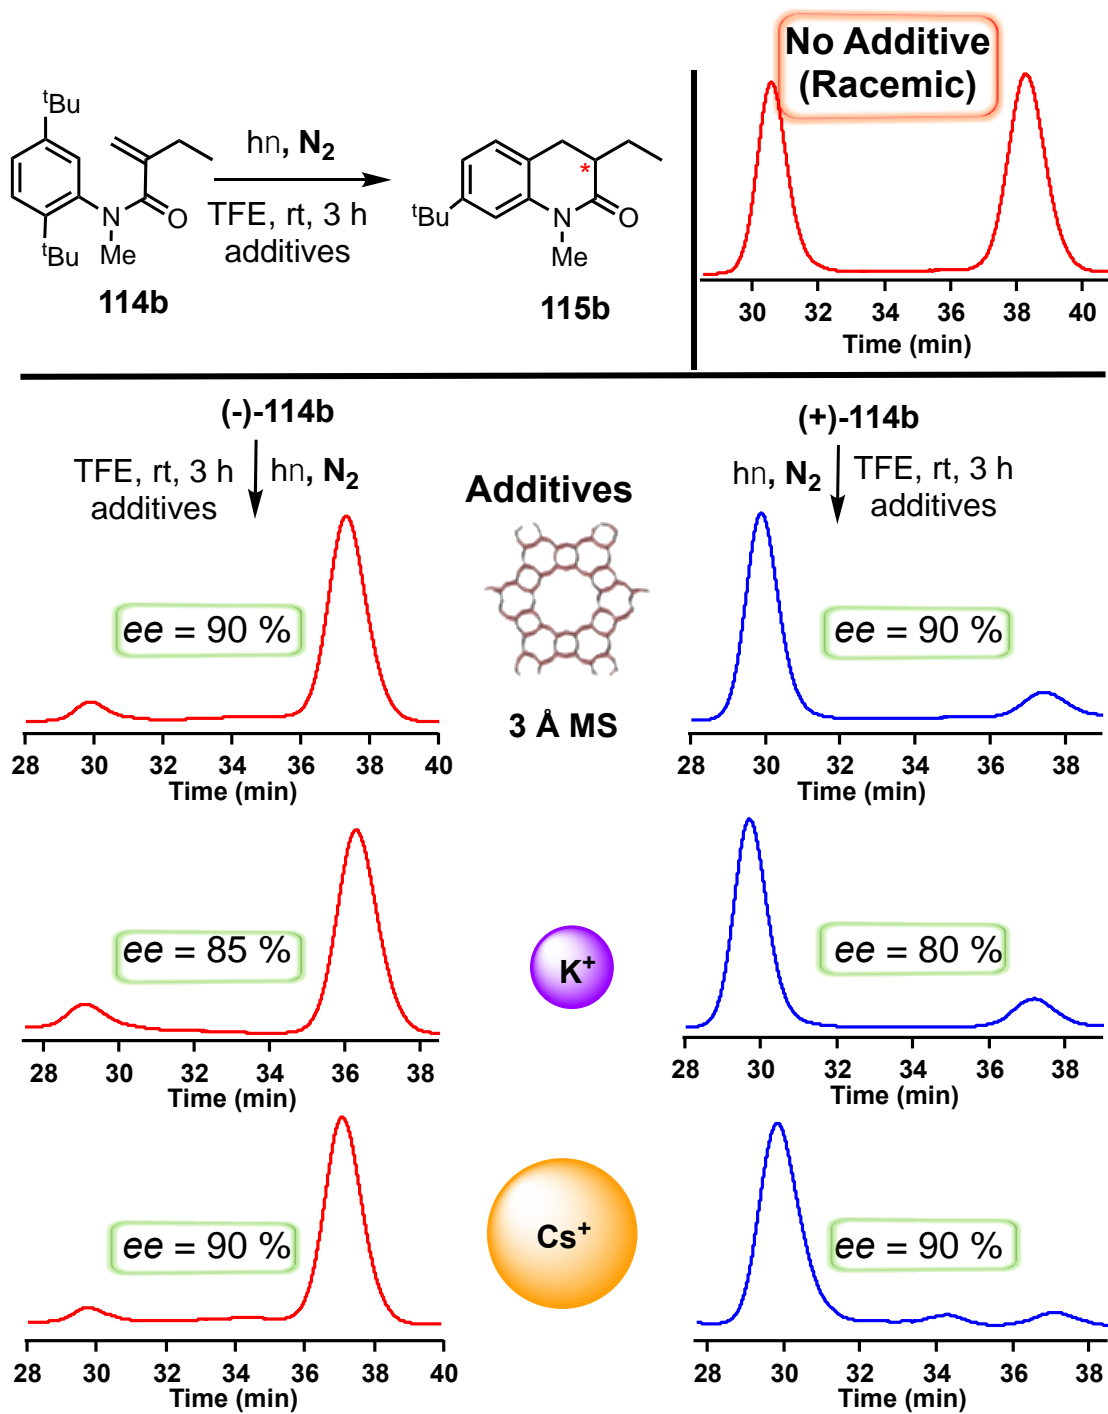 No Additive
(Racemic)
tBu
N
O
tBu
Me
114b
hn, N2
TFE, rt, 3 h
additives
*
tBu
N
O
Me
115b
30 32 34 36 38 40
Time (min)
(-)-114b
TFE, rt, 3 h
additives
hn, N2
Additives
(+)-114b
hn, N2
TFE, rt, 3 h
additives
ee = 90 %
3 Å MS
ee = 90 %
28 30 32 34 36 38 40
Time (min)
28 30 32 34 36 38
Time (min)
ee = 85 %
K+
ee = 80 %
28 30 32 34 36 38
Time (min)
28 30 32 34 36 38
Time (min)
ee = 90 %
Cs+
ee = 90 %
28 30 32 34 36 38 40
Time (min)
28 30 32 34 36 38
Time (min)